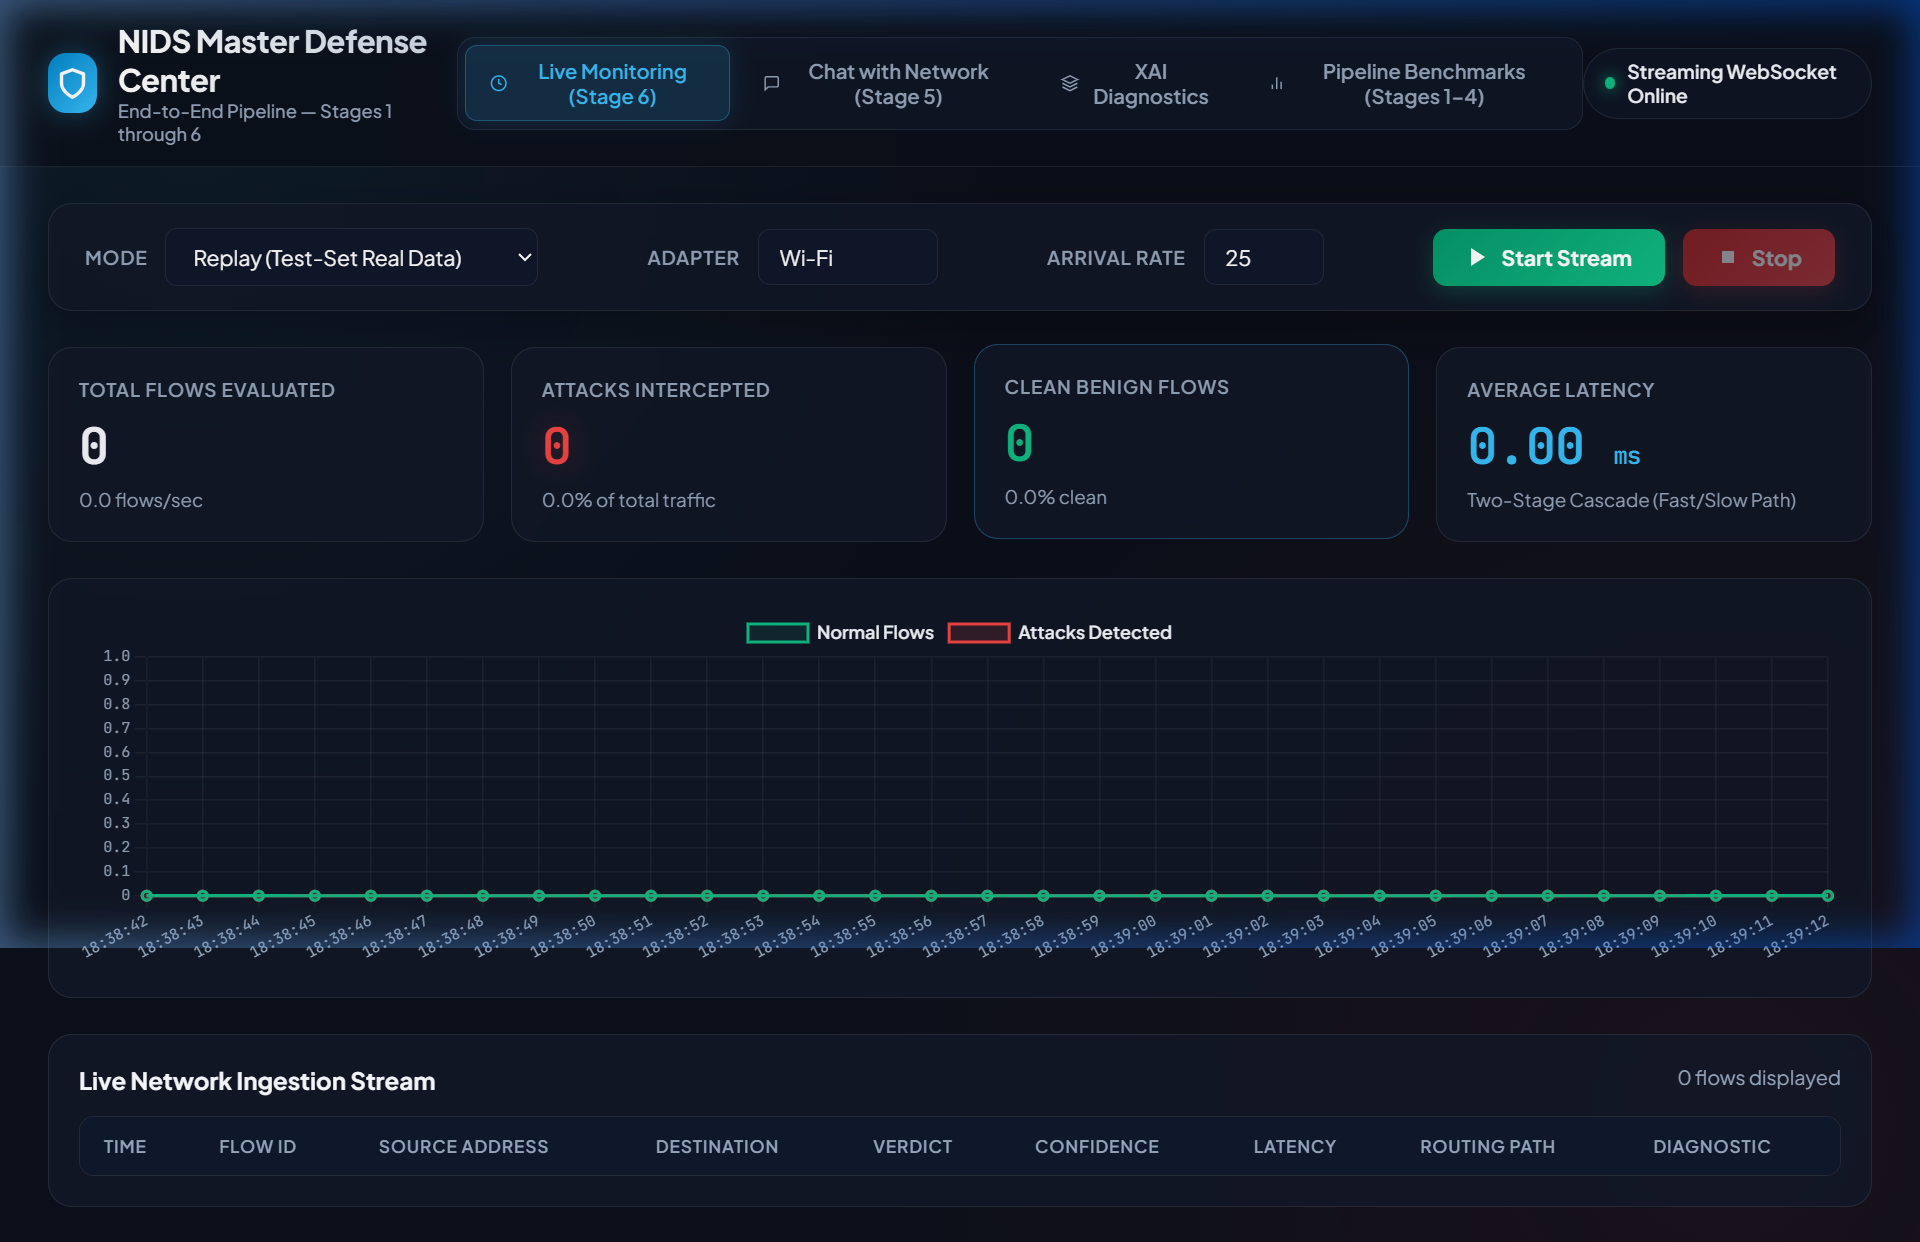 NIDS Master Defense
Center
End-to-End Pipeline — Stages 1
through 6
Live Monitoring
(Stage 6)
Chat with Network
(Stage 5)
XAI
Diagnostics
Pipeline Benchmarks
(Stages 1–4)
Streaming WebSocket
Online
MODE
Replay (Test-Set Real Data)
ADAPTER
Wi-Fi
ARRIVAL RATE
25
Start Stream
Stop
TOTAL FLOWS EVALUATED
0
0.0 flows/sec
ATTACKS INTERCEPTED
0
0.0% of total traffic
CLEAN BENIGN FLOWS
0
0.0% clean
AVERAGE LATENCY
0.00 ms
Two-Stage Cascade (Fast/Slow Path)
Normal Flows
Attacks Detected
1.0
0.9
0.8
0.7
0.6
0.5
0.4
0.3
0.2
0.1
0
18:38:42
18:38:43
18:38:44
18:38:45
18:38:46
18:38:47
18:38:48
18:38:49
18:38:50
18:38:51
18:38:52
18:38:53
18:38:54
18:38:55
18:38:56
18:38:57
18:38:58
18:38:59
18:39:00
18:39:01
18:39:02
18:39:03
18:39:04
18:39:05
18:39:06
18:39:07
18:39:08
18:39:09
18:39:10
18:39:11
18:39:12
Live Network Ingestion Stream
0 flows displayed
TIME
FLOW ID
SOURCE ADDRESS
DESTINATION
VERDICT
CONFIDENCE
LATENCY
ROUTING PATH
DIAGNOSTIC